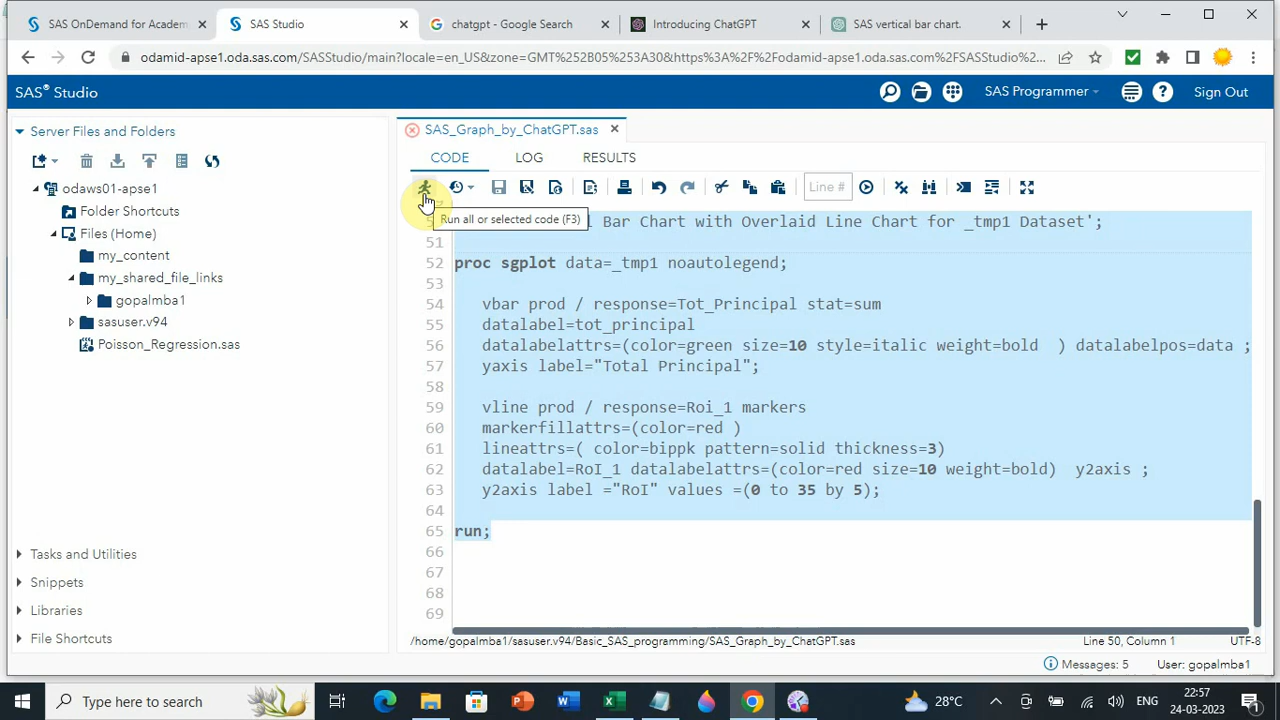 SAS OnDemand for Academ
SAS Studio
chatgpt - Google Search
Introducing ChatGPT
SAS vertical bar chart.
odamid-apse1.oda.sas.com/SASStudio/main?locale=en_US&zone=GMT%252B05%253A30&https%3A%2F%2Fodamid-apse1.oda.sas.com%2FSASStudio%2...
SAS® Studio
SAS Programmer
Sign Out
Server Files and Folders
odaws01-apse1
Folder Shortcuts
Files (Home)
my_content
my_shared_file_links
gopalmba1
sasuser.v94
Poisson_Regression.sas
Tasks and Utilities
Snippets
Libraries
File Shortcuts
SAS_Graph_by_ChatGPT.sas
CODE LOG RESULTS
Line #
Run all or selected code (F3)
l Bar Chart with Overlaid Line Chart for _tmp1 Dataset';
51
52 proc sgplot data=_tmp1 noautolegend;
53
54 vbar prod / response=Tot_Principal stat=sum
55 datalabel=tot_principal
56 datalabelattrs=(color=green size=10 style=italic weight=bold  ) datalabelpos=data ;
57 yaxis label="Total Principal";
58
59 vline prod / response=Roi_1 markers
60 markerfillattrs=(color=red )
61 lineattrs=( color=bippk pattern=solid thickness=3)
62 datalabel=RoI_1 datalabelattrs=(color=red size=10 weight=bold)  y2axis ;
63 y2axis label ="RoI" values =(0 to 35 by 5);
64
65 run;
66
67
68
69
/home/gopalmba1/sasuser.v94/Basic_SAS_programming/SAS_Graph_by_ChatGPT.sas
Line 50, Column 1
UTF-8
Messages: 5
User: gopalmba1
Type here to search
28°C
ENG
22:57
24-03-2023
1